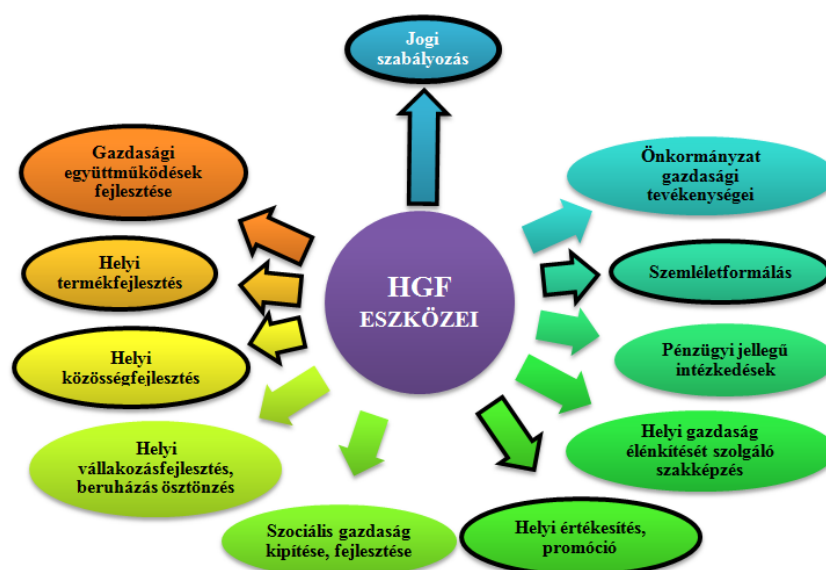 Jogi
szabályozás
Önkormányzat
gazdasági
tevékenységei
Szemléletformálás
Pénzügyi jellegű
intézkedések
Helyi gazdaság
élénkítését szolgáló
szakképzés
Helyi értékesítés,
promóció
Szociális gazdaság
kipítése, fejlesztése
Helyi
vállakozásfejlesztés,
beruházás ösztönzés
Helyi
közösségfejlesztés
Helyi
termékfejlesztés
Gazdasági
együttműködések
fejlesztése
HGF
ESZKÖZEI